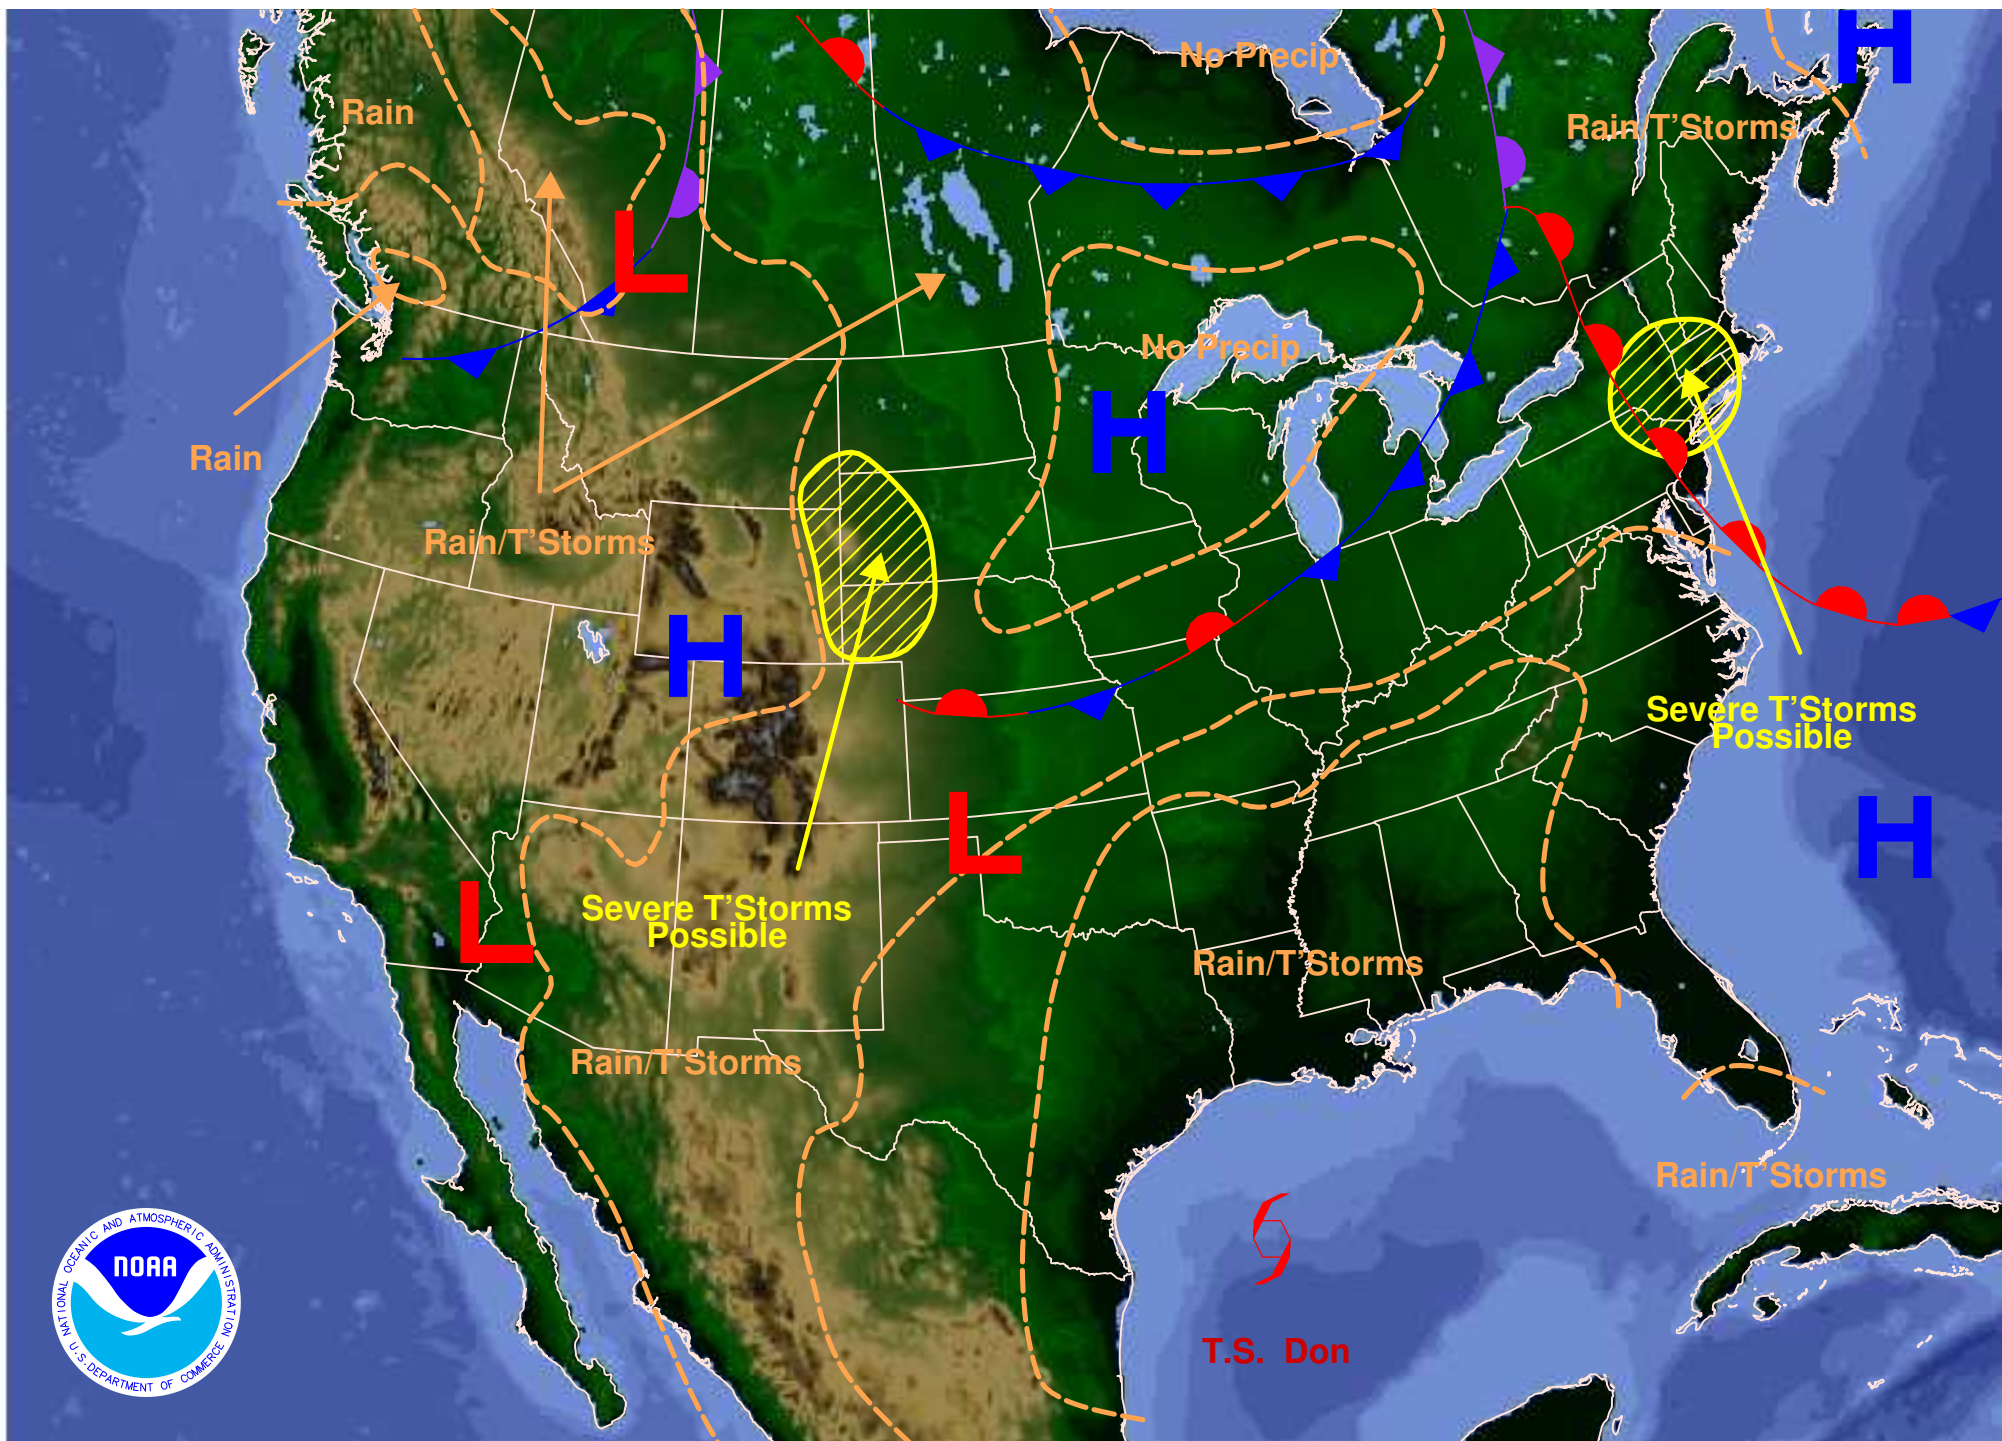 H
No Precip
Rain
Rain/T'Storms
L
No Precip
H
Rain
Rain/T'Storms
H
Severe T'Storms
Possible
L
H
L
Severe T'Storms
Possible
Rain/T'Storms
Rain/T'Storms
Rain/T'Storms
T.S. Don
NATIONAL OCEANIC AND ATMOSPHERIC ADMINISTRATION
NOAA
U.S. DEPARTMENT OF COMMERCE